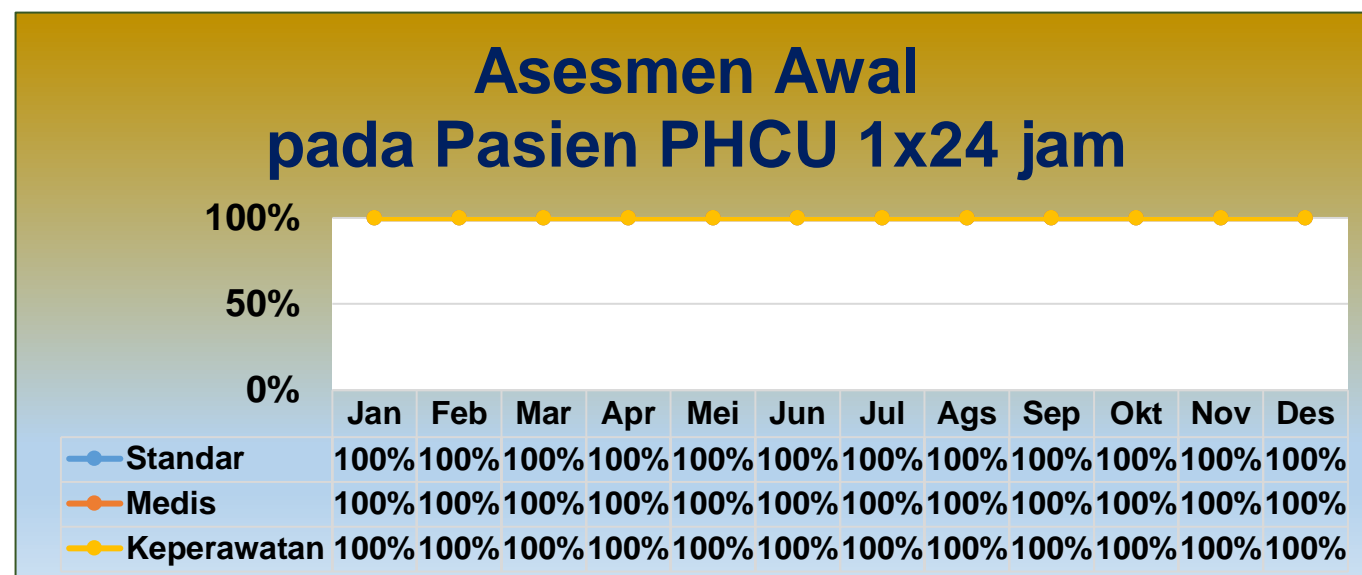 Asesmen Awal
pada Pasien PHCU 1x24 jam
100%
50%
0%
Jan Feb Mar Apr Mei Jun Jul Ags Sep Okt Nov Des
Standar 100% 100% 100% 100% 100% 100% 100% 100% 100% 100% 100% 100%
Medis 100% 100% 100% 100% 100% 100% 100% 100% 100% 100% 100% 100%
Keperawatan 100% 100% 100% 100% 100% 100% 100% 100% 100% 100% 100% 100%